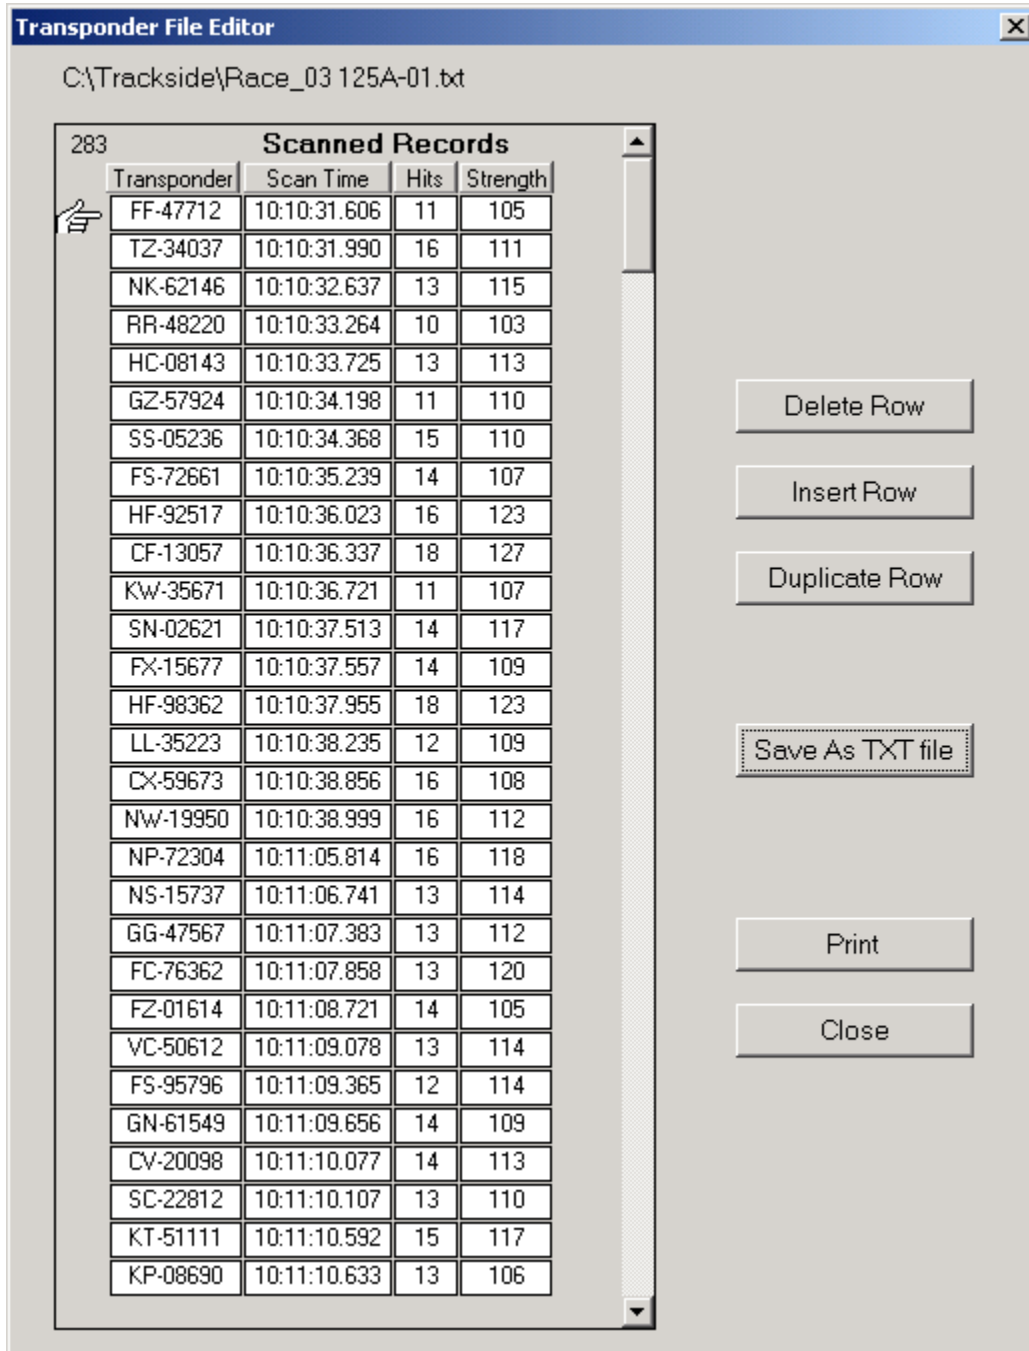 Transponder File Editor
C:\Trackside\Race_03 125A-01.txt
283 Scanned Records
Transponder Scan Time Hits Strength
FF-47712 10:10:31.606 11 105
TZ-34037 10:10:31.990 16 111
NK-62146 10:10:32.637 13 115
RR-48220 10:10:33.264 10 103
HC-08143 10:10:33.725 13 113
GZ-57924 10:10:34.198 11 110
Delete Row
SS-05236 10:10:34.368 15 110
FS-72661 10:10:35.239 14 107
Insert Row
HF-92517 10:10:36.023 16 123
CF-13057 10:10:36.337 18 127
Duplicate Row
KW-35671 10:10:36.721 11 107
SN-02621 10:10:37.513 14 117
FX-15677 10:10:37.557 14 109
HF-98362 10:10:37.955 18 123
LL-35223 10:10:38.235 12 109
Save As TXT file
CX-59673 10:10:38.856 16 108
NW-19950 10:10:38.999 16 112
NP-72304 10:11:05.814 16 118
NS-15737 10:11:06.741 13 114
GG-47567 10:11:07.383 13 112
Print
FC-76362 10:11:07.858 13 120
FZ-01614 10:11:08.721 14 105
Close
VC-50612 10:11:09.078 13 114
FS-95796 10:11:09.365 12 114
GN-61549 10:11:09.656 14 109
CV-20098 10:11:10.077 14 113
SC-22812 10:11:10.107 13 110
KT-51111 10:11:10.592 15 117
KP-08690 10:11:10.633 13 106